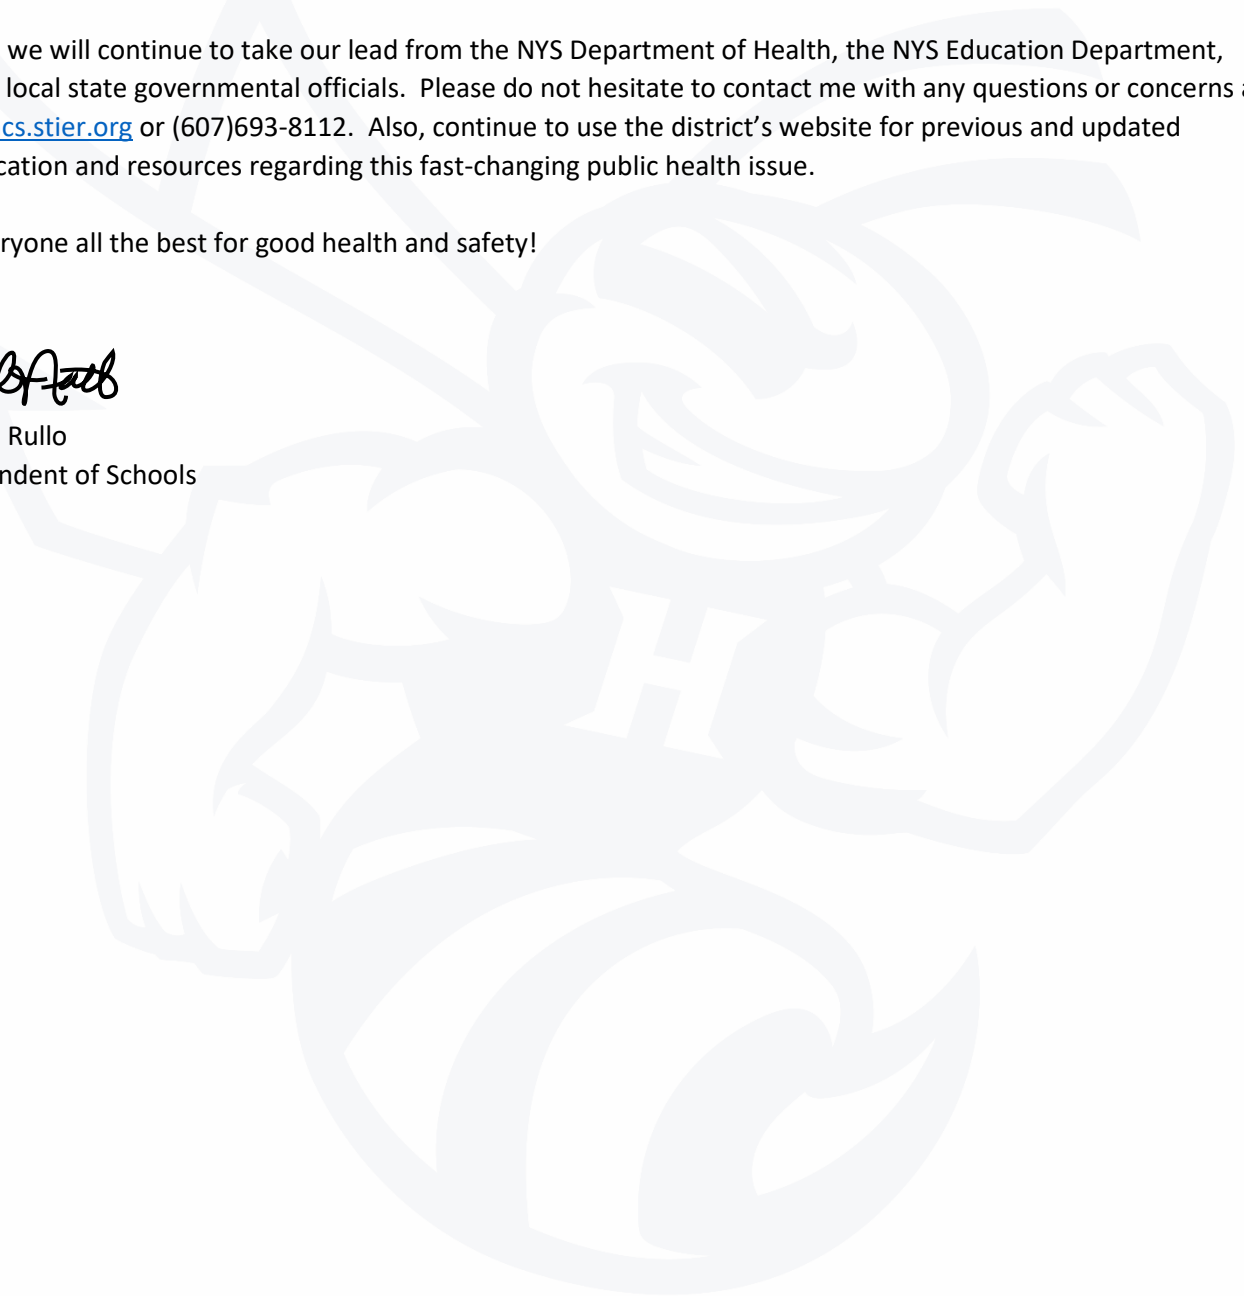 we will continue to take our lead from the NYS Department of Health, the NYS Education Department,
local state governmental officials.  Please do not hesitate to contact me with any questions or concerns a
cs.stier.org or (607)693-8112.  Also, continue to use the district’s website for previous and updated
cation and resources regarding this fast-changing public health issue.
ryone all the best for good health and safety!
Rullo
ndent of Schools
H